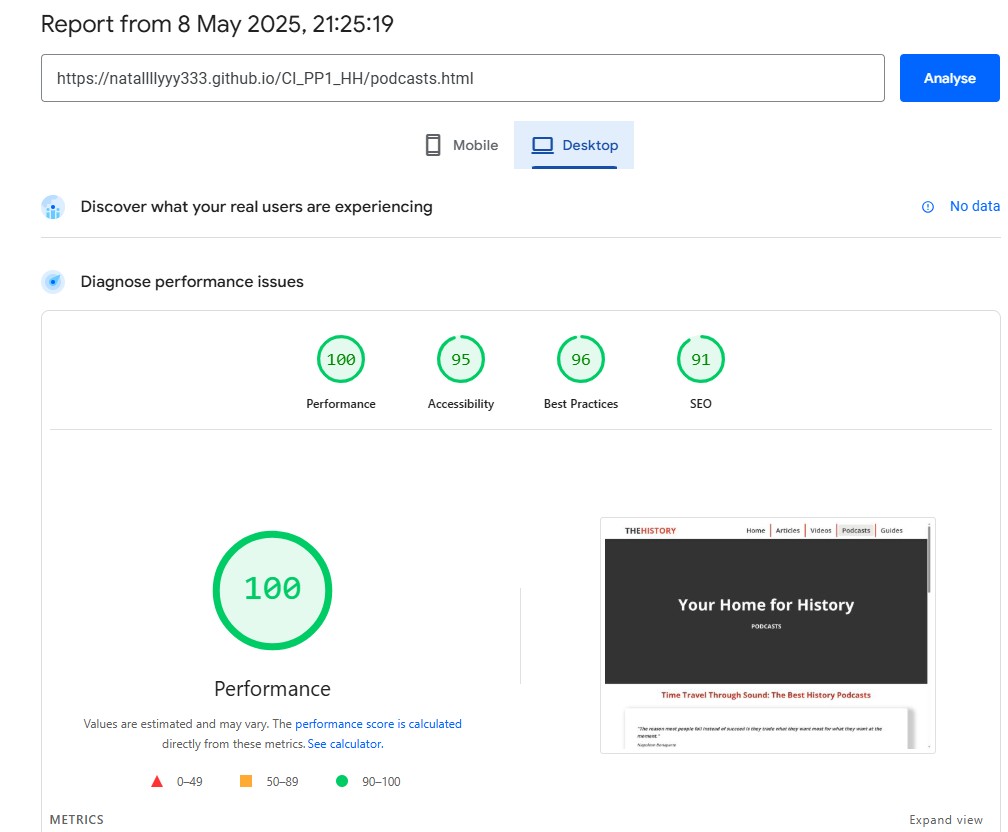 Report from 8 May 2025, 21:25:19
https://natallllyyy333.github.io/CI_PP1_HH/podcasts.html
Analyse
Mobile
Desktop
Discover what your real users are experiencing
No data
Diagnose performance issues
100
95
96
91
Performance
Accessibility
Best Practices
SEO
100
Performance
Values are estimated and may vary. The performance score is calculated
directly from these metrics. See calculator.
0–49
50–89
90–100
THEHISTORY
Home
Articles
Videos
Podcasts
Guides
Your Home for History
PODCASTS
Time Travel Through Sound: The Best History Podcasts
"The reason most people fail instead of succeed is they trade what they want most for what they want at the
moment."
Napoleon Bonaparte
METRICS
Expand view